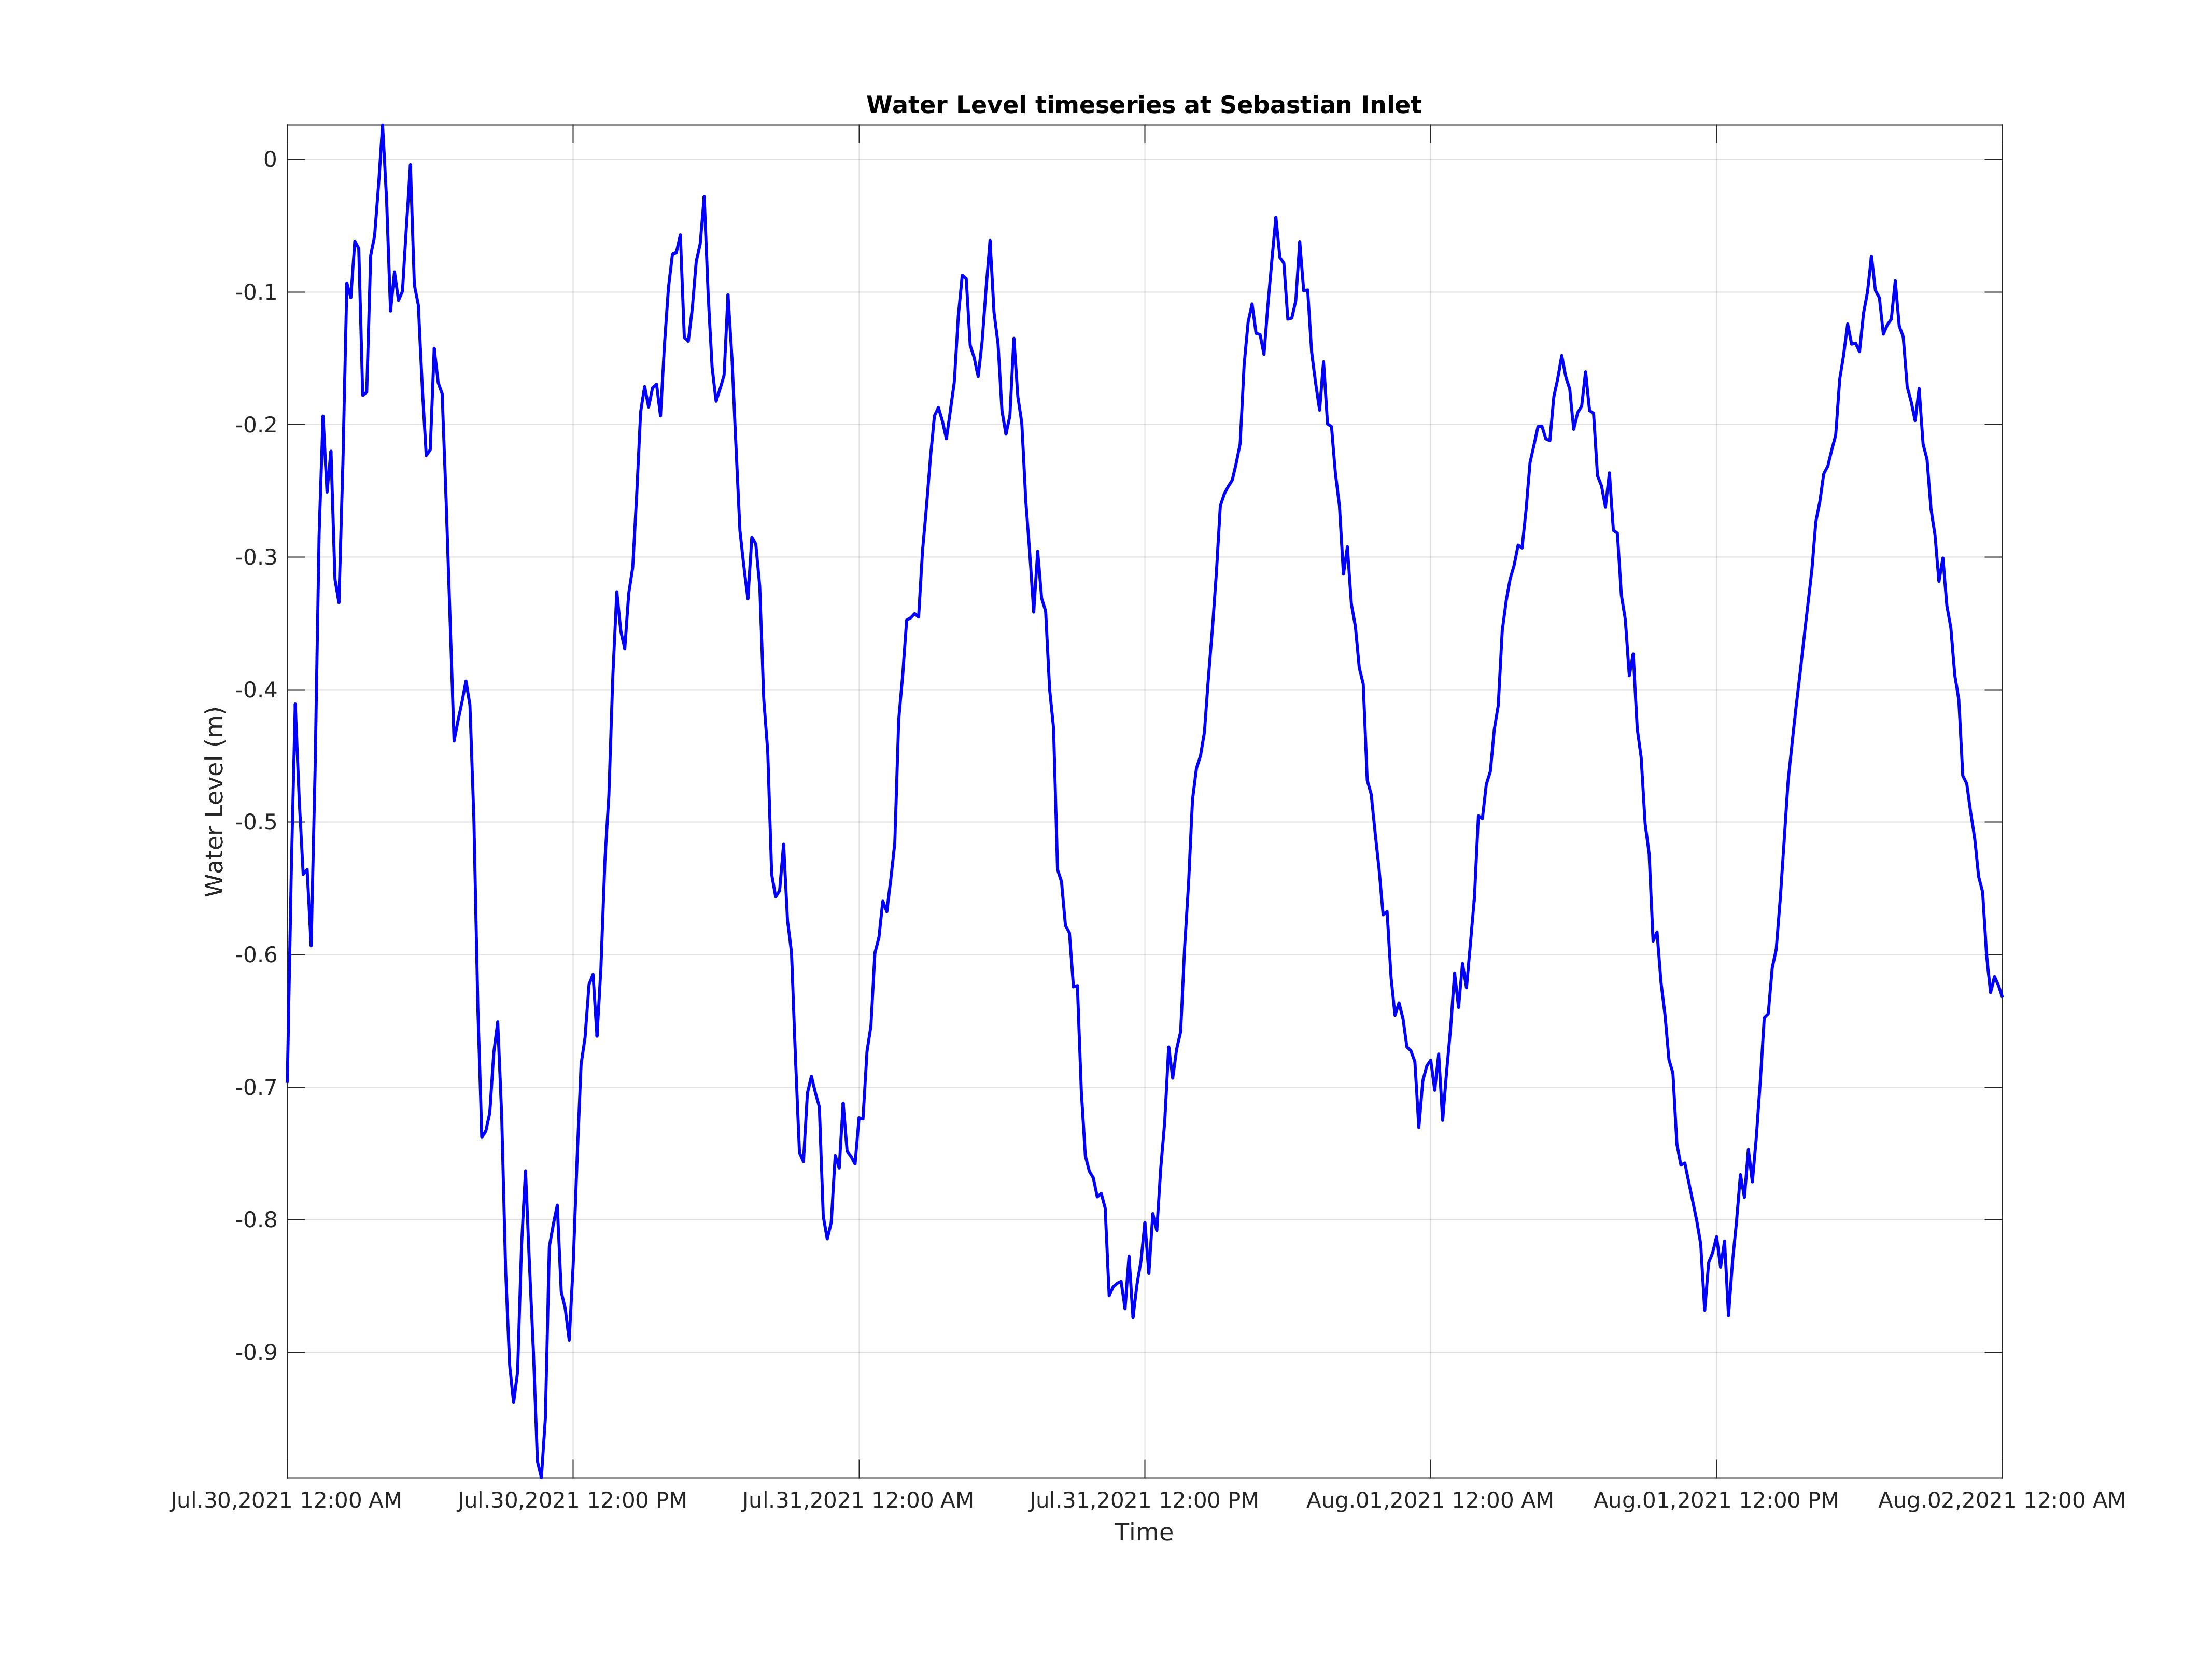 Water Level timeseries at Sebastian Inlet
0
-0.1
-0.2
-0.3
-0.4
-0.5
-0.6
-0.7
-0.8
-0.9
Water Level (m)
Jul.30,2021 12:00 AM
Jul.30,2021 12:00 PM
Jul.31,2021 12:00 AM
Jul.31,2021 12:00 PM
Aug.01,2021 12:00 AM
Aug.01,2021 12:00 PM
Aug.02,2021 12:00 AM
Time